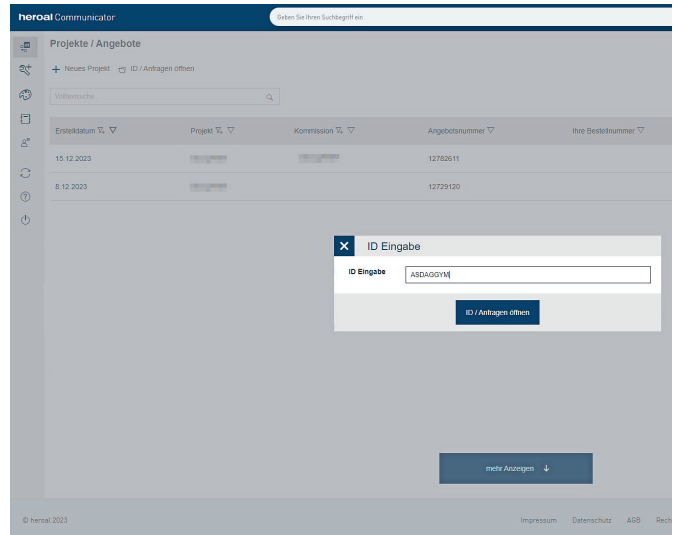 heroal Communicator
Geben Sie Ihren Suchbegriff ein
Projekte / Angebote
Neues Projekt ID / Anfragen öffnen
Volltextsuche...
Erstelldatum Projekt Kommission Angebotsnummer Ihre Bestellnummer
15.12.2023 12782611
8.12.2023 12729120
ID Eingabe
ID Eingabe ASDAGGYM
ID / Anfragen öffnen
mehr Anzeigen
© heroal 2023 Impressum Datenschutz AGB Rech